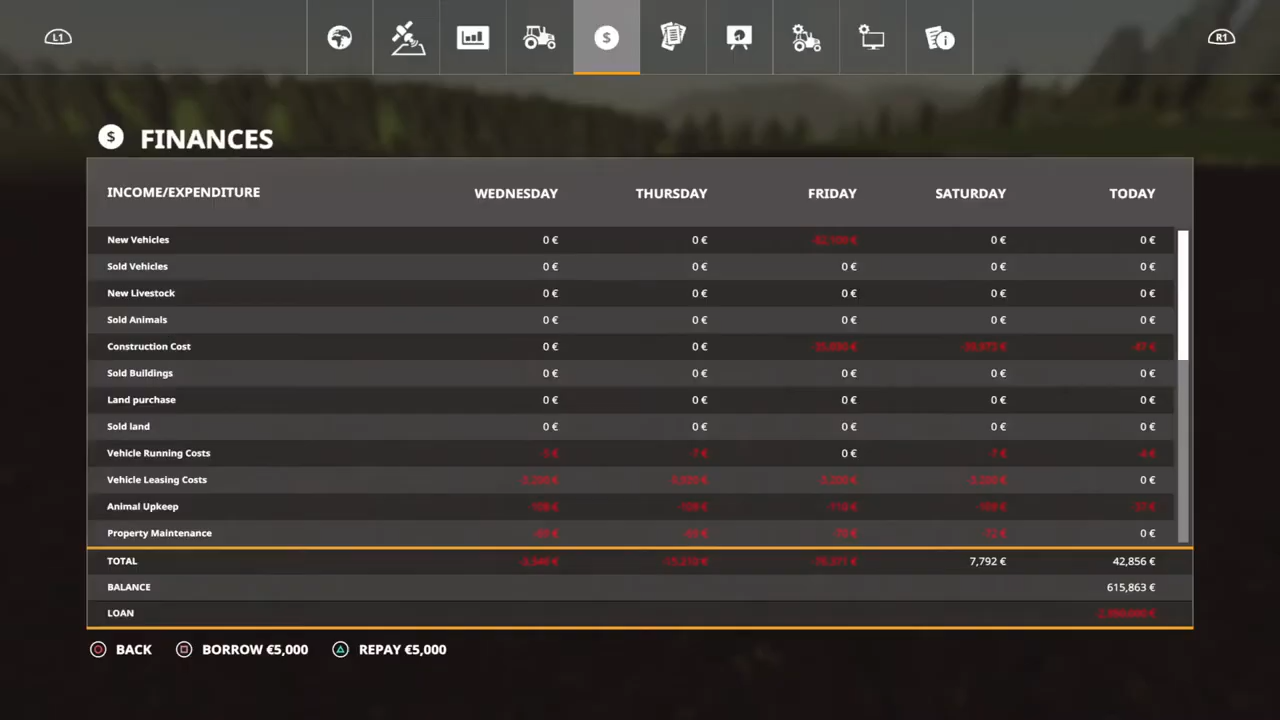 L1 $ R1
$ FINANCES
INCOME/EXPENDITURE WEDNESDAY THURSDAY FRIDAY SATURDAY TODAY
New Vehicles 0 € 0 € 0 € 0 €
Sold Vehicles 0 € 0 € 0 € 0 € 0 €
New Livestock 0 € 0 € 0 € 0 € 0 €
Sold Animals 0 € 0 € 0 € 0 € 0 €
Construction Cost 0 € 0 €
Sold Buildings 0 € 0 € 0 € 0 € 0 €
Land purchase 0 € 0 € 0 € 0 € 0 €
Sold land 0 € 0 € 0 € 0 € 0 €
Vehicle Running Costs 0 €
Vehicle Leasing Costs -3,200 € -3,200 € 0 €
Animal Upkeep
Property Maintenance 0 €
TOTAL 7,792 € 42,856 €
BALANCE 615,863 €
LOAN
BACK BORROW €5,000 REPAY €5,000